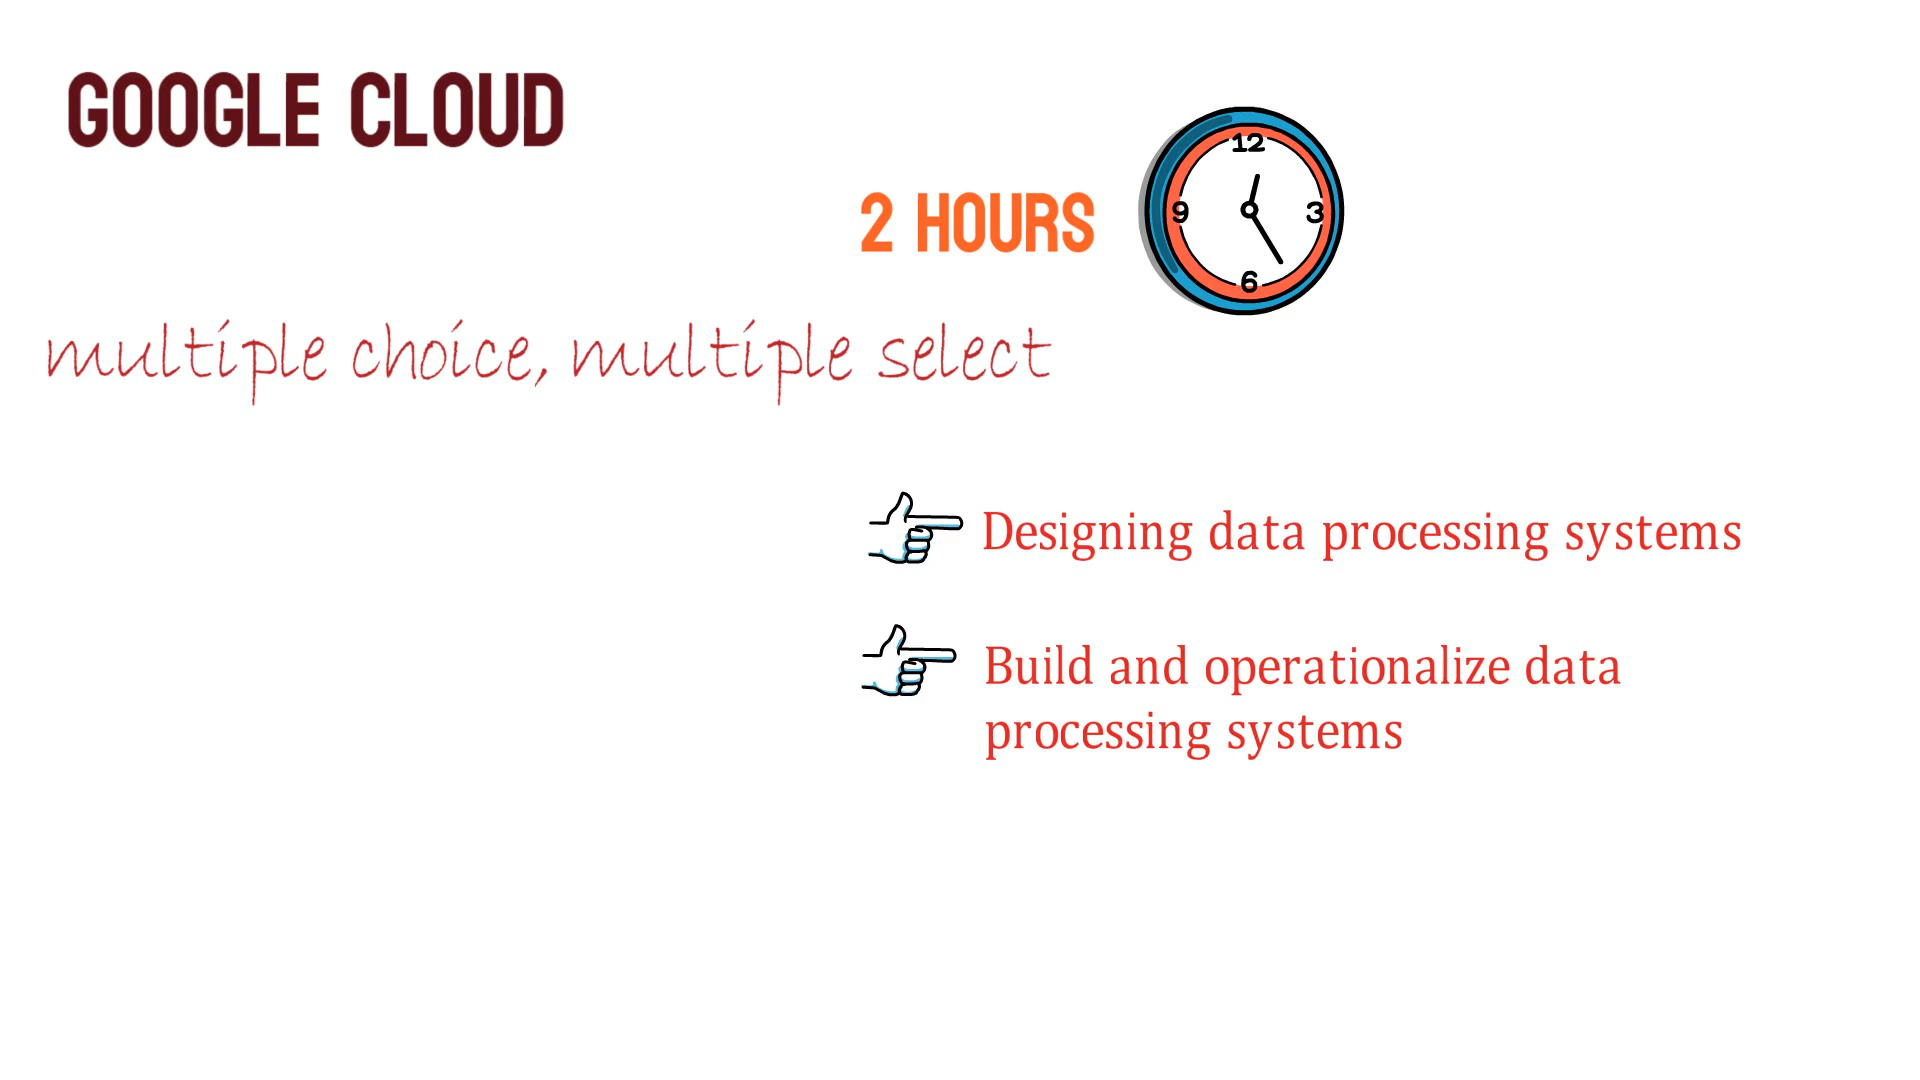 GOOGLE CLOUD
2 HOURS
12
9
3
6
multiple choice, multiple select
Designing data processing systems
Build and operationalize data
processing systems